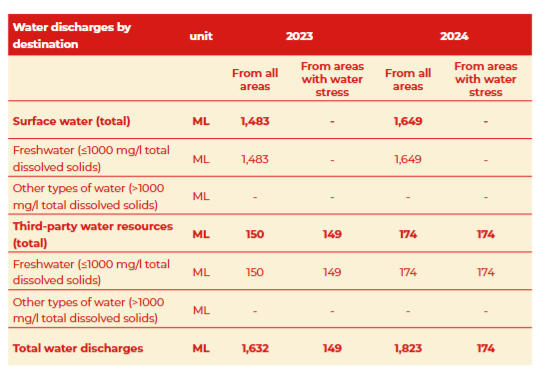 Water discharges by destination unit 2023 2024
From all areas From areas with water stress From all areas From areas with water stress
Surface water (total) ML 1,483 - 1,649 -
Freshwater (≤1000 mg/l total dissolved solids) ML 1,483 - 1,649 -
Other types of water (>1000 mg/l total dissolved solids) ML - - - -
Third-party water resources (total) ML 150 149 174 174
Freshwater (≤1000 mg/l total dissolved solids) ML 150 149 174 174
Other types of water (>1000 mg/l total dissolved solids) ML - - - -
Total water discharges ML 1,632 149 1,823 174